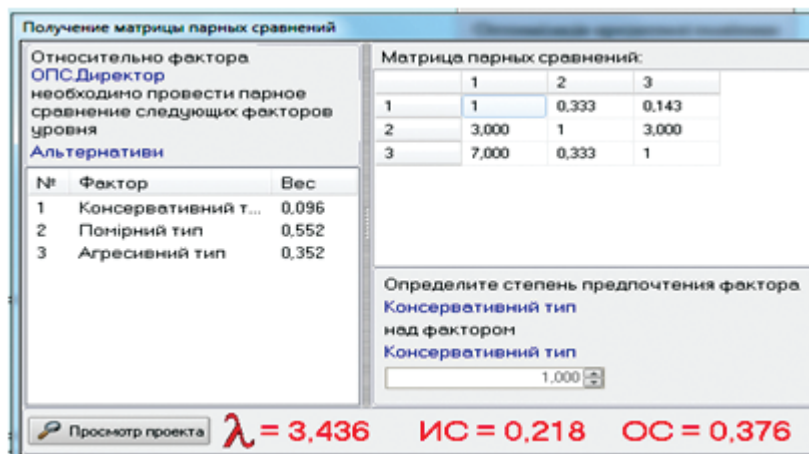 Получение матрицы парных сравнений
Относительно фактора
ОПС.Директор
необходимо провести парное
сравнение следующих факторов
уровня
Альтернативи
№ Фактор Вес
1 Консервативний т... 0,096
2 Помірний тип 0,552
3 Агресивний тип 0,352
Матрица парных сравнений:
1 2 3
1 1 0,333 0,143
2 3,000 1 3,000
3 7,000 0,333 1
Определите степень предпочтения фактора
Консервативний тип
над фактором
Консервативний тип
1,000
Просмотр проекта
λ = 3,436 ИС = 0,218 ОС = 0,376